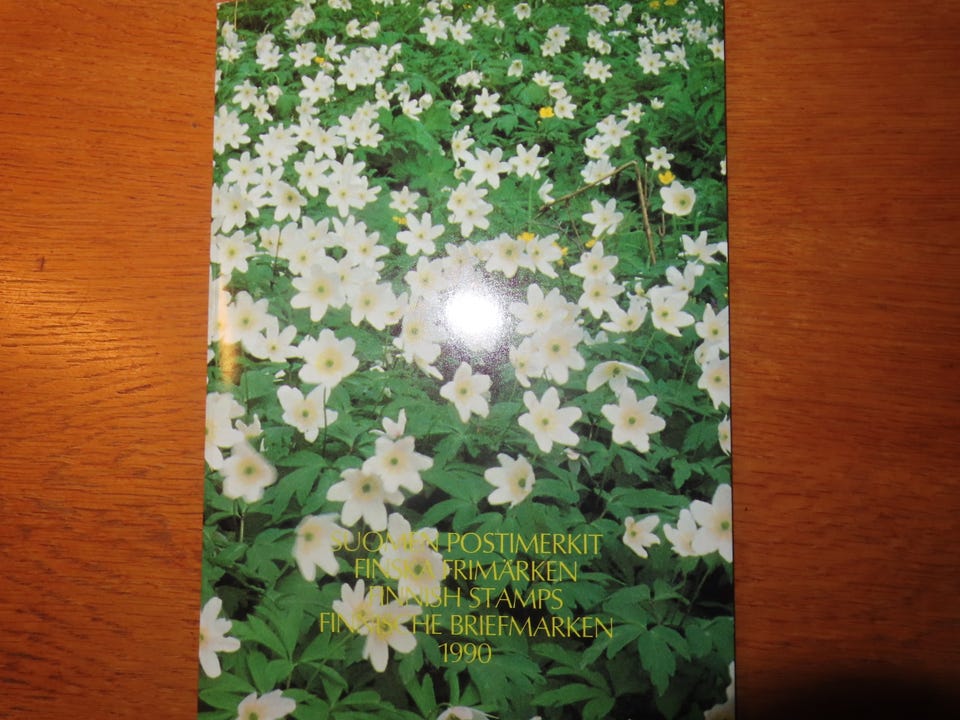 SUOMEN POSTIMERKIT
FINSKA FRIMÄRKEN
FINNISH STAMPS
FINNISCHE BRIEFMARKEN
1990